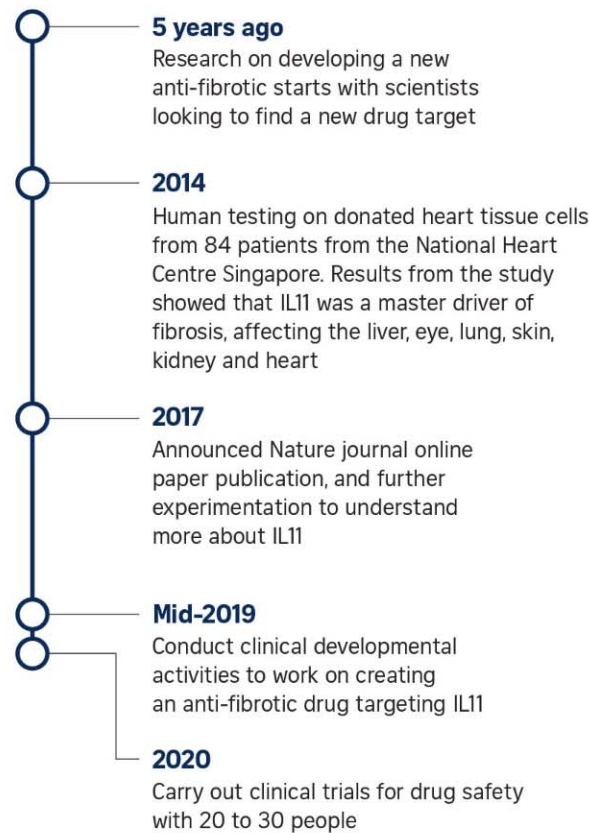 5 years ago
Research on developing a new
anti-fibrotic starts with scientists
looking to find a new drug target
2014
Human testing on donated heart tissue cells
from 84 patients from the National Heart
Centre Singapore. Results from the study
showed that IL11 was a master driver of
fibrosis, affecting the liver, eye, lung, skin,
kidney and heart
2017
Announced Nature journal online
paper publication, and further
experimentation to understand
more about IL11
Mid-2019
Conduct clinical developmental
activities to work on creating
an anti-fibrotic drug targeting IL11
2020
Carry out clinical trials for drug safety
with 20 to 30 people